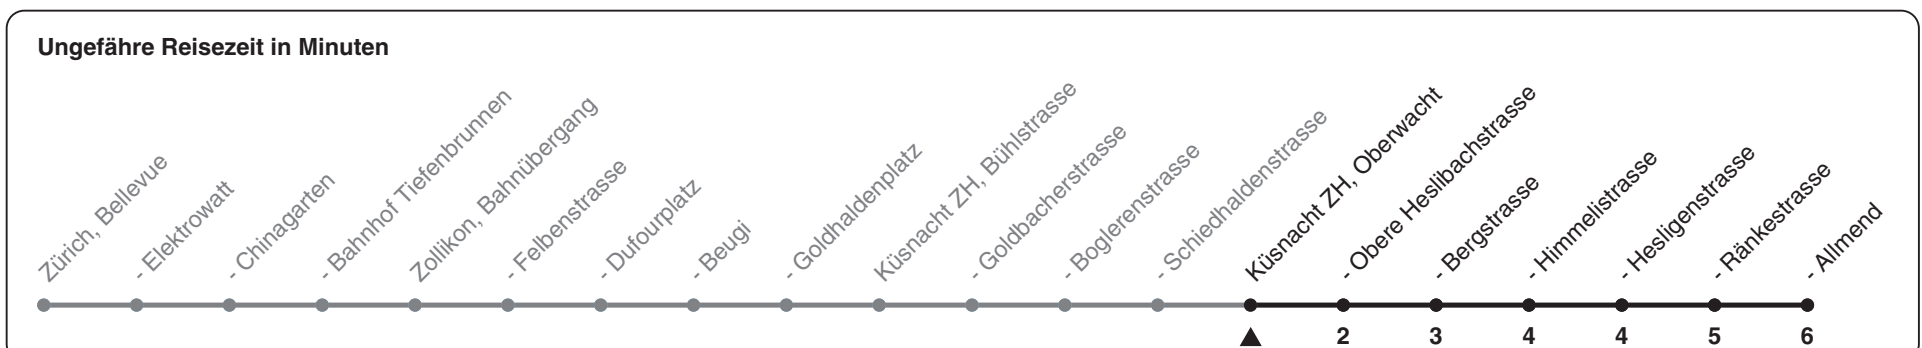 Ungefähre Reisezeit in Minuten
Zürich, Bellevue
- Elektrowatt
- Chinagarten
- Bahnhof Tiefenbrunnen
Zollikon, Bahnübergang
- Felbenstrasse
- Dufourplatz
- Beugi
- Goldhaldenplatz
Küsnacht ZH, Bühlstrasse
- Goldbacherstrasse
- Boglerenstrasse
- Schiedhaldenstrasse
Küsnacht ZH, Oberwacht
- Obere Heslibachstrasse
- Bergstrasse
- Himmelistrasse
- Hesligenstrasse
- Ränkestrasse
- Allmend
2 3 4 4 5 6